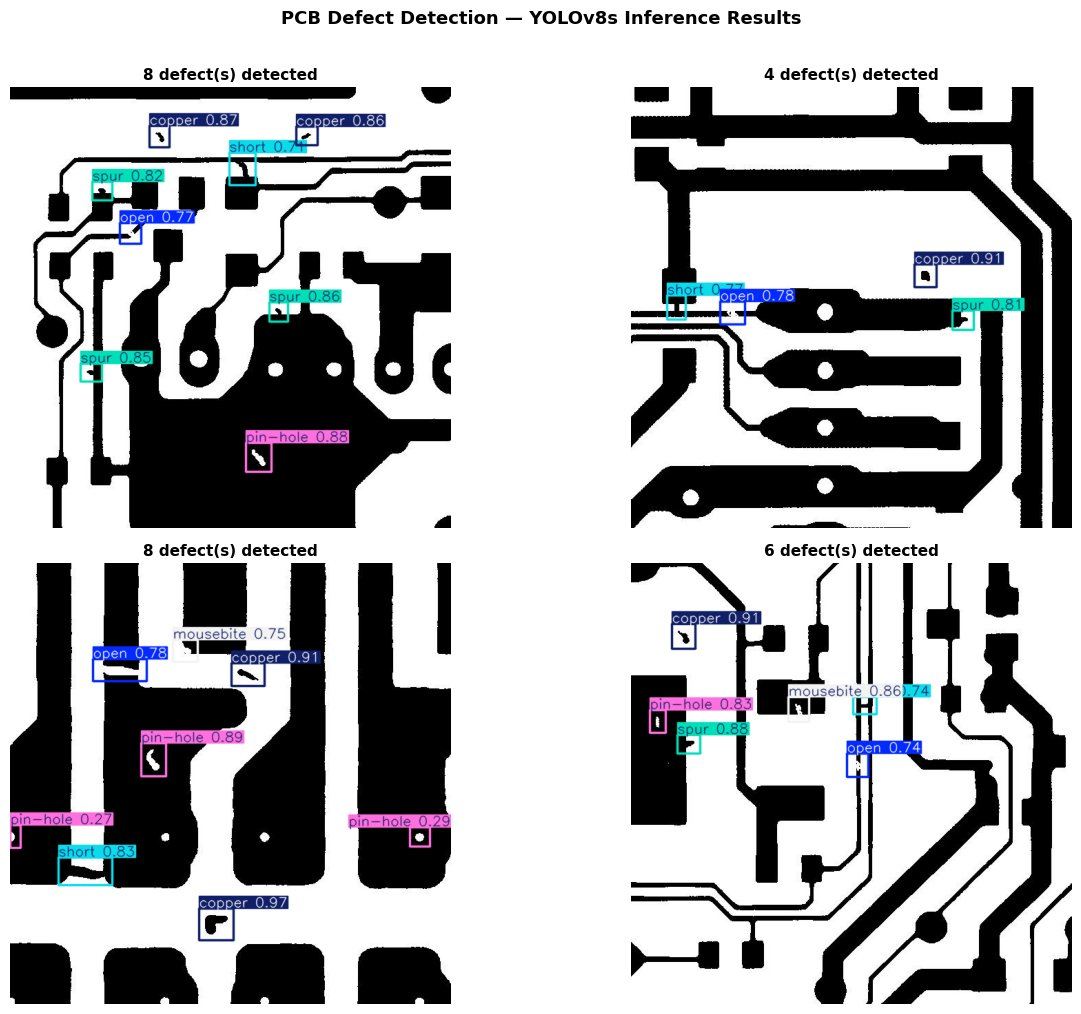 PCB Defect Detection — YOLOv8s Inference Results
8 defect(s) detected
copper 0.87
copper 0.86
short 0.71
spur 0.82
open 0.77
spur 0.86
spur 0.85
pin-hole 0.88
4 defect(s) detected
copper 0.91
short 0.77
open 0.78
spur 0.81
8 defect(s) detected
mousebite 0.75
open 0.78
copper 0.91
pin-hole 0.89
pin-hole 0.27
pin-hole 0.29
short 0.83
copper 0.97
6 defect(s) detected
copper 0.91
mousebite 0.86
0.74
pin-hole 0.83
spur 0.88
open 0.74